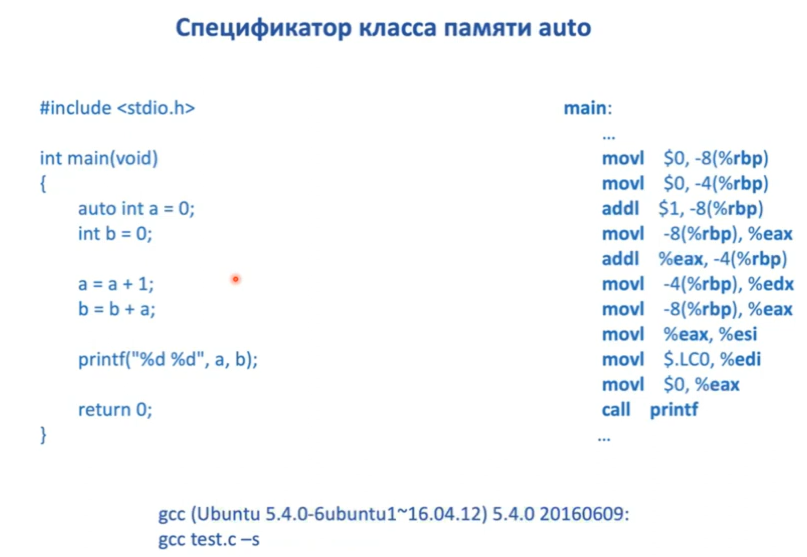 Спецификатор класса памяти auto
#include <stdio.h>
int main(void)
{
auto int a = 0;
int b = 0;
a = a + 1;
b = b + a;
printf("%d %d", a, b);
return 0;
}
main:
...
movl $0, -8(%rbp)
movl $0, -4(%rbp)
addl $1, -8(%rbp)
movl -8(%rbp), %eax
addl %eax, -4(%rbp)
movl -4(%rbp), %edx
movl -8(%rbp), %eax
movl %eax, %esi
movl $.LC0, %edi
movl $0, %eax
call printf
...
gcc (Ubuntu 5.4.0-6ubuntu1~16.04.12) 5.4.0 20160609:
gcc test.c –s